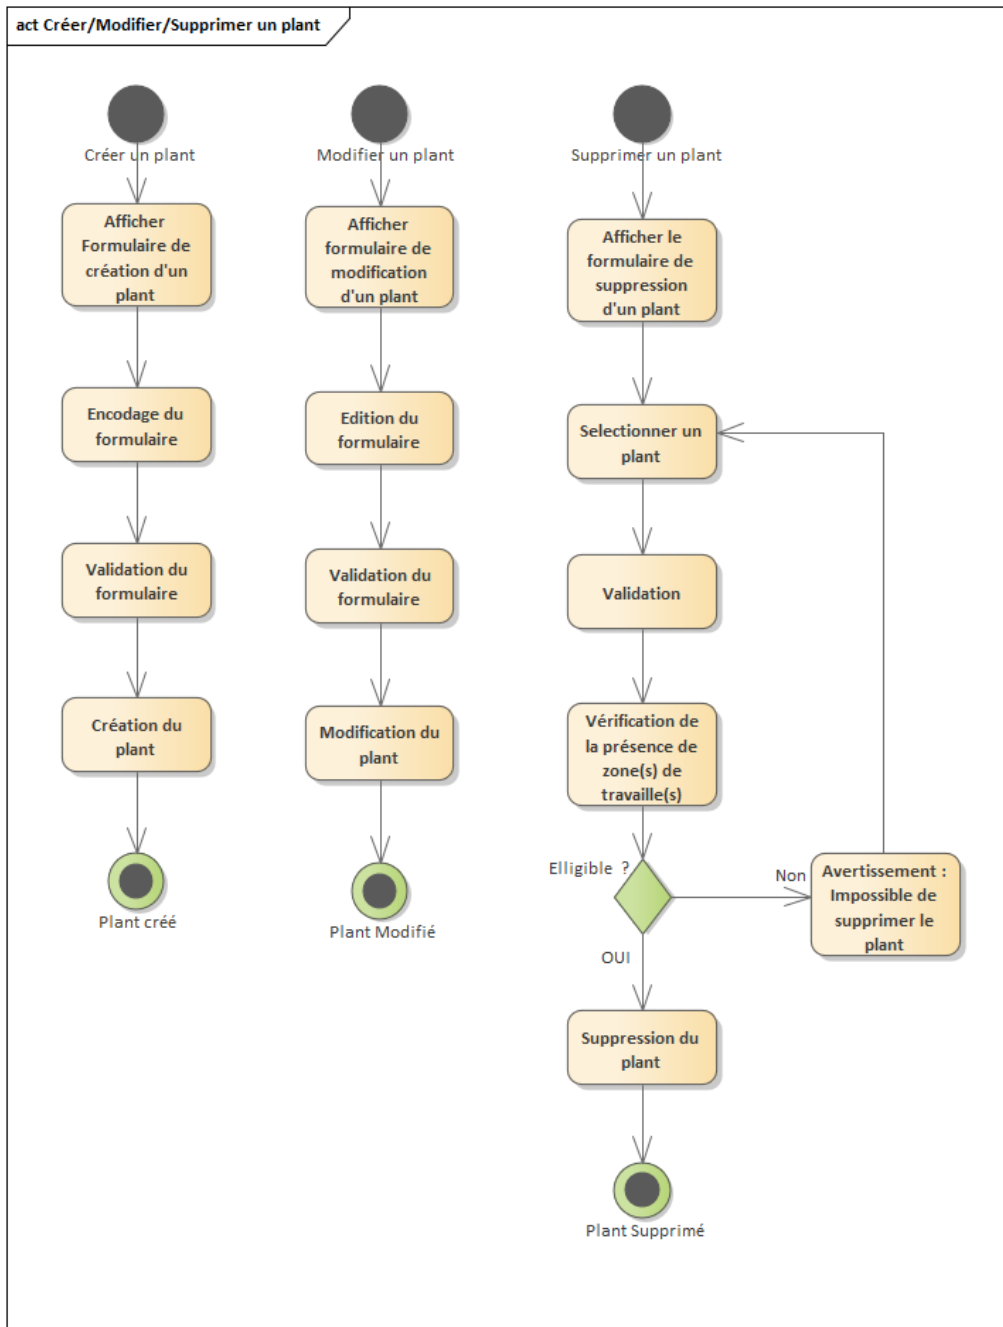 act Créer/Modifier/Supprimer un plant
Créer un plant
Afficher
Formulaire de
création d'un
plant
Encodage du
formulaire
Validation du
formulaire
Création du
plant
Plant créé
Modifier un plant
Afficher
formulaire de
modification
d'un plant
Edition du
formulaire
Validation du
formulaire
Modification du
plant
Plant Modifié
Supprimer un plant
Afficher le
formulaire de
suppression
d'un plant
Selectionner un
plant
Validation
Vérification de
la présence de
zone(s) de
travaille(s)
Elligible ?
Non
Avertissement :
Impossible de
supprimer le
plant
OUI
Suppression du
plant
Plant Supprimé